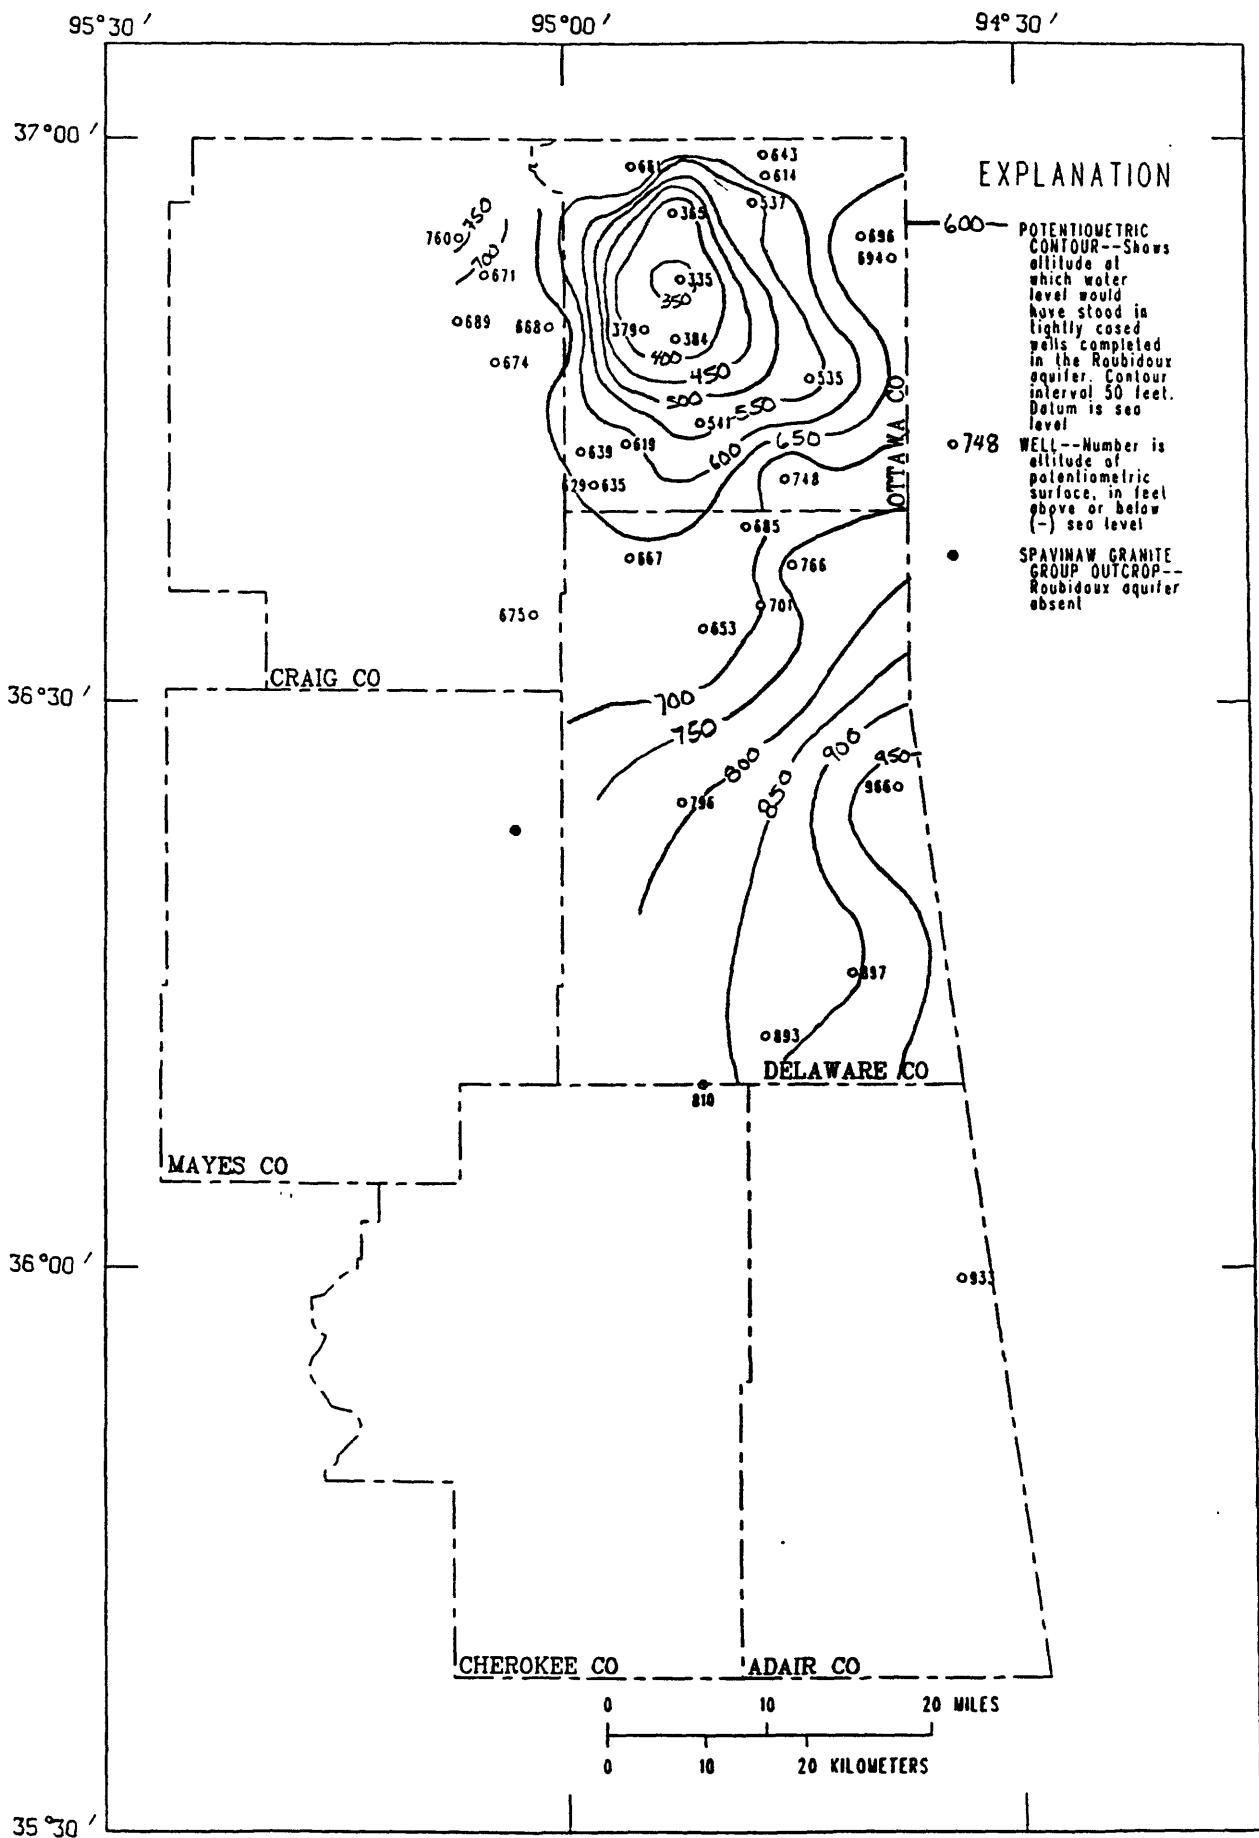 95°30′
95°00′
94°30′
37°00′
643
681
614
EXPLANATION
750
365
537
600
POTENTIOMETRIC
CONTOUR--Shows
altitude at
which water
level would
have stood in
tightly cased
wells completed
in the Roubidoux
aquifer. Contour
interval 50 feet.
Datum is sea
level
760
696
694
700
671
335
350
689
668
379
384
674
400
450
535
500
550
OTTAWA CO
541
748
WELL--Number is
altitude of
potentiometric
surface, in feet
above or below
(-) sea level
639
619
600
650
748
629
635
685
667
766
SPAVINAW GRANITE
GROUP OUTCROP--
Roubidoux aquifer
absent
675
701
653
CRAIG CO
36°30′
700
750
800
900
950
850
966
796
897
893
DELAWARE CO
810
MAYES CO
36°00′
933
CHEROKEE CO
ADAIR CO
0 10 20 MILES
0 10 20 KILOMETERS
35°30′